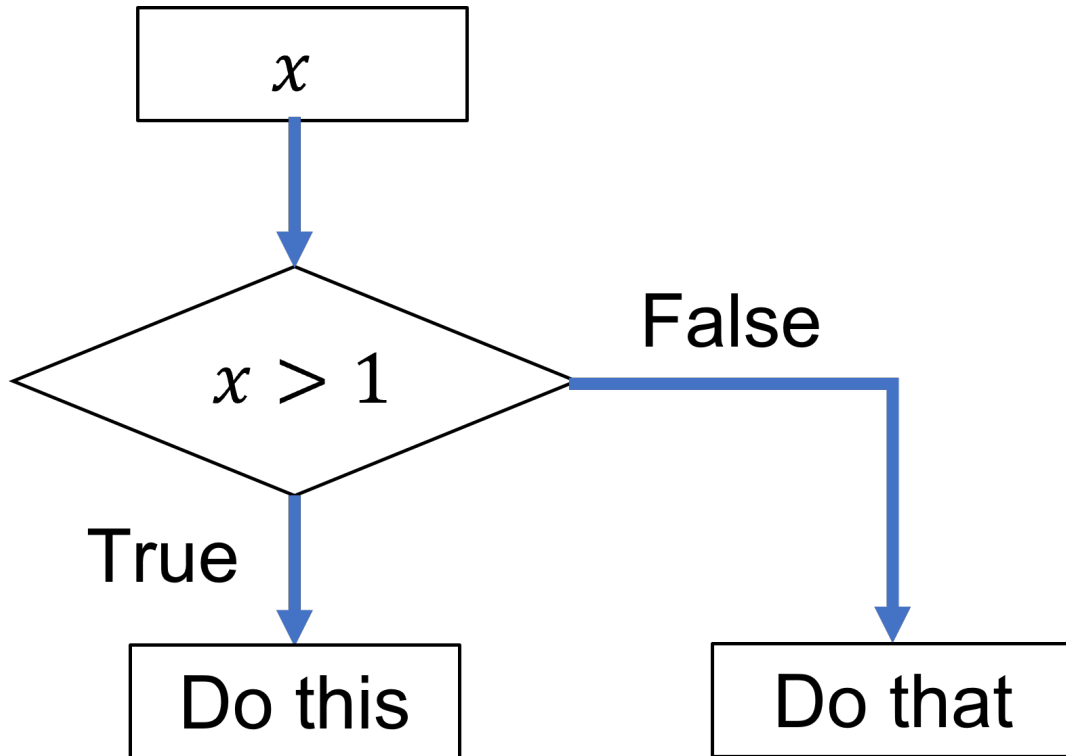 x
False
x > 1
True
Do this
Do that